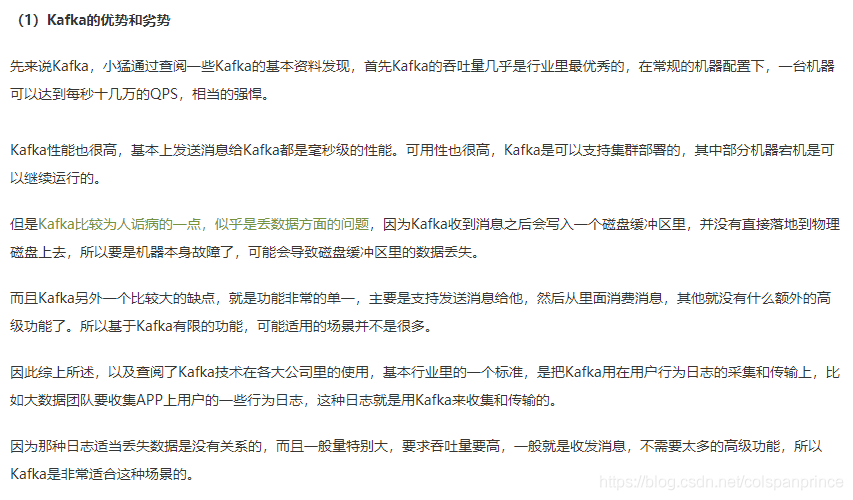 （1）Kafka的优势和劣势
先来说Kafka，小猛通过查阅一些Kafka的基本资料发现，首先Kafka的吞吐量几乎是行业里最优秀的，在常规的机器配置下，一台机器
可以达到每秒十几万的QPS，相当的强悍。
Kafka性能也很高，基本上发送消息给Kafka都是毫秒级的性能。可用性也很高，Kafka是可以支持集群部署的，其中部分机器宕机是可
以继续运行的。
但是Kafka比较为人诟病的一点，似乎是丢数据方面的问题，因为Kafka收到消息之后会写入一个磁盘缓冲区里，并没有直接落地到物理
磁盘上去，所以要是机器本身故障了，可能会导致磁盘缓冲区里的数据丢失。
而且Kafka另外一个比较大的缺点，就是功能非常的单一，主要是支持发送消息给他，然后从里面消费消息，其他就没有什么额外的高
级功能了。所以基于Kafka有限的功能，可能适用的场景并不是很多。
因此综上所述，以及查阅了Kafka技术在各大公司里的使用，基本行业里的一个标准，是把Kafka用在用户行为日志的采集和传输上，比
如大数据团队要收集APP上用户的一些行为日志，这种日志就是用Kafka来收集和传输的。
因为那种日志适当丢失数据是没有关系的，而且一般量特别大，要求吞吐量要高，一般就是收发消息，不需要太多的高级功能，所以
Kafka是非常适合这种场景的。
https://blog.csdn.net/colspanprince